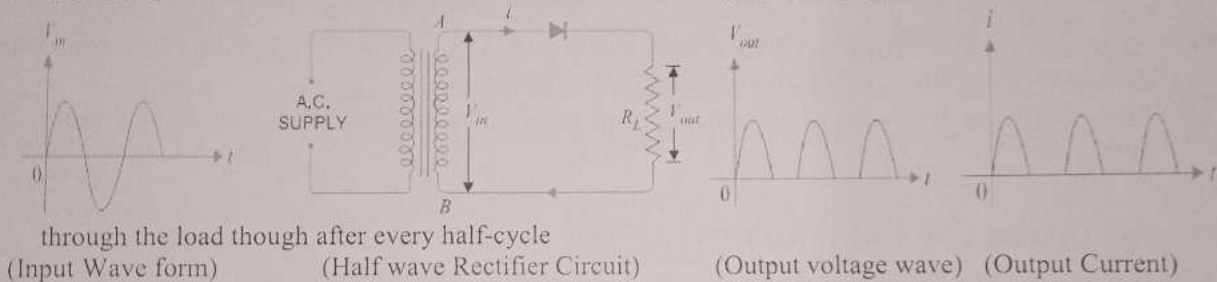 V_in
i
V_out
i
A
A.C.
SUPPLY
V_in
R_L
V_out
0
t
B
0
t
0
t
through the load though after every half-cycle
(Input Wave form) (Half wave Rectifier Circuit) (Output voltage wave) (Output Current)